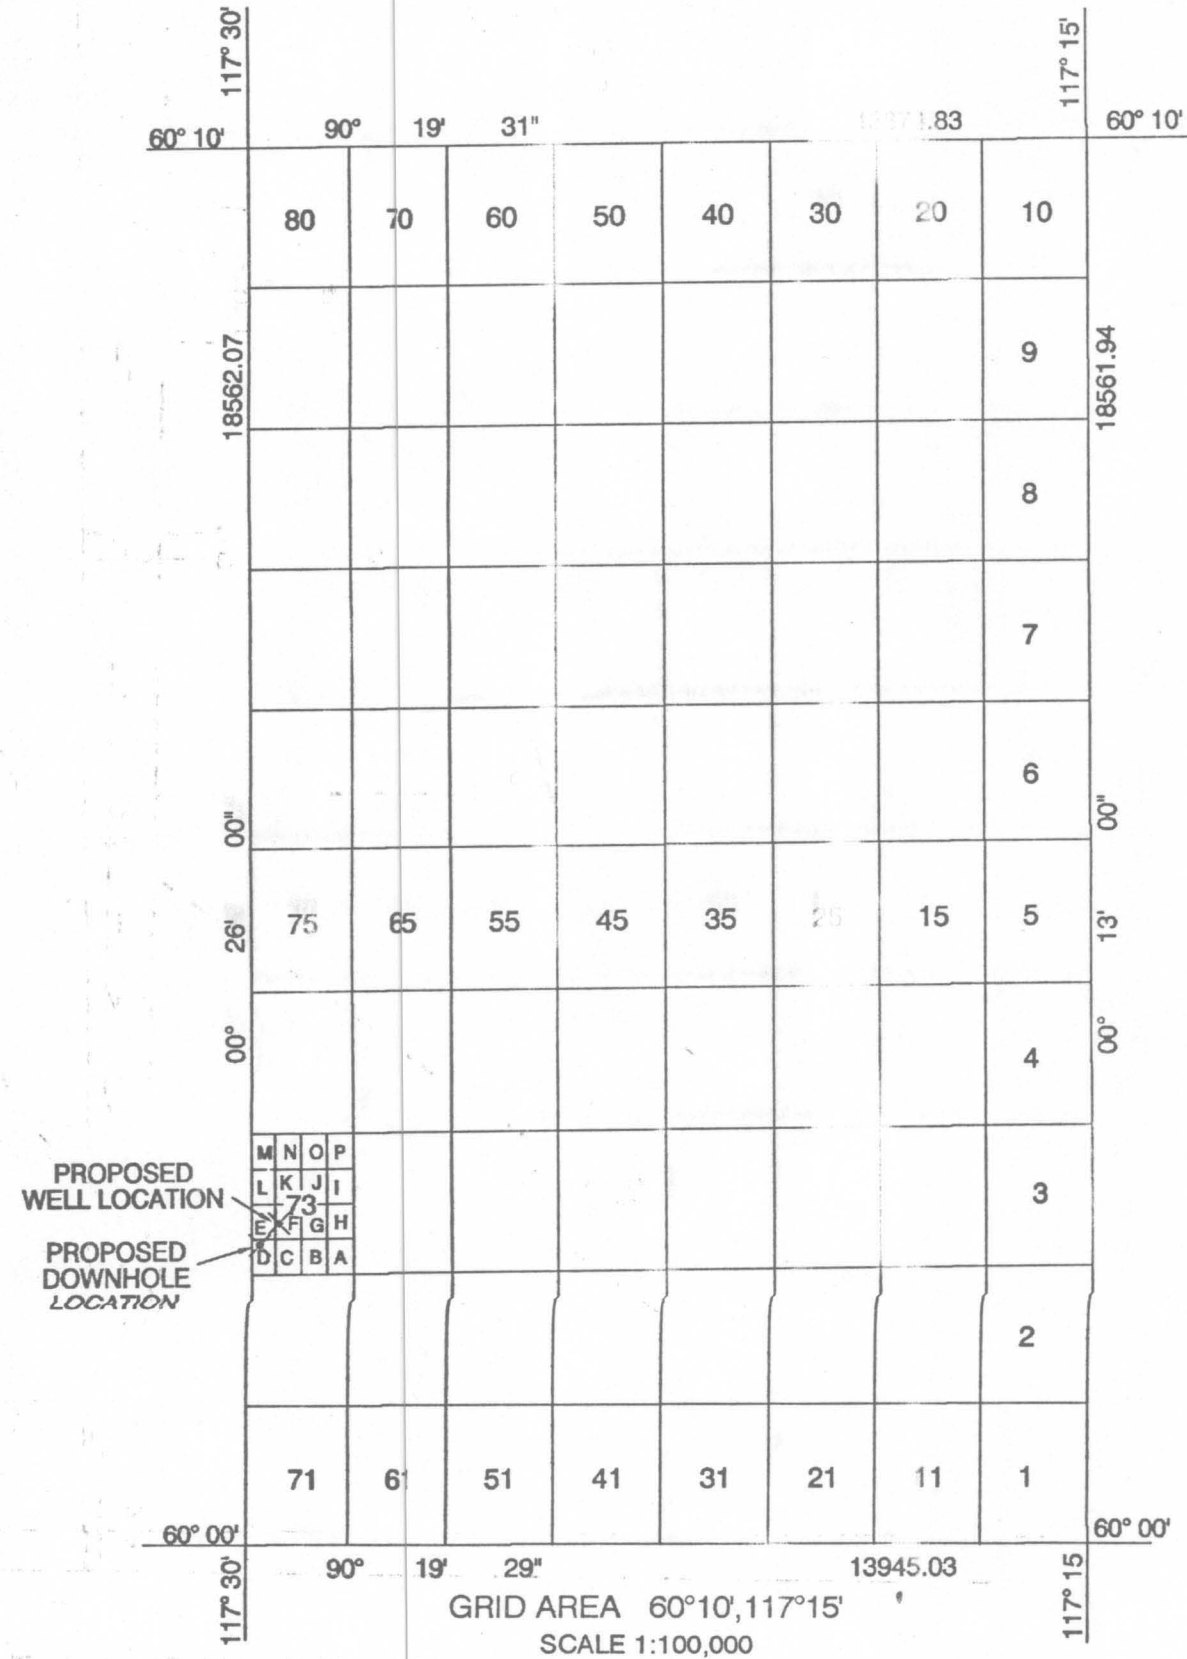 117° 30'
117° 15'
60° 10' 90° 19' 31" .83 60° 10'
80 70 60 50 40 30 20 10
9
18562.07
18561.94
8
7
6
00° 26' 00"
00° 13' 00"
75 65 55 45 35 25 15 5
4
M N O P
L K J I
73
E F G H
D C B A
PROPOSED
WELL LOCATION
PROPOSED
DOWNHOLE
LOCATION
3
2
71 61 51 41 31 21 11 1
60° 00' 60° 00'
90° 19' 29" 13945.03
117° 30'
117° 15
GRID AREA 60°10',117°15'
SCALE 1:100,000